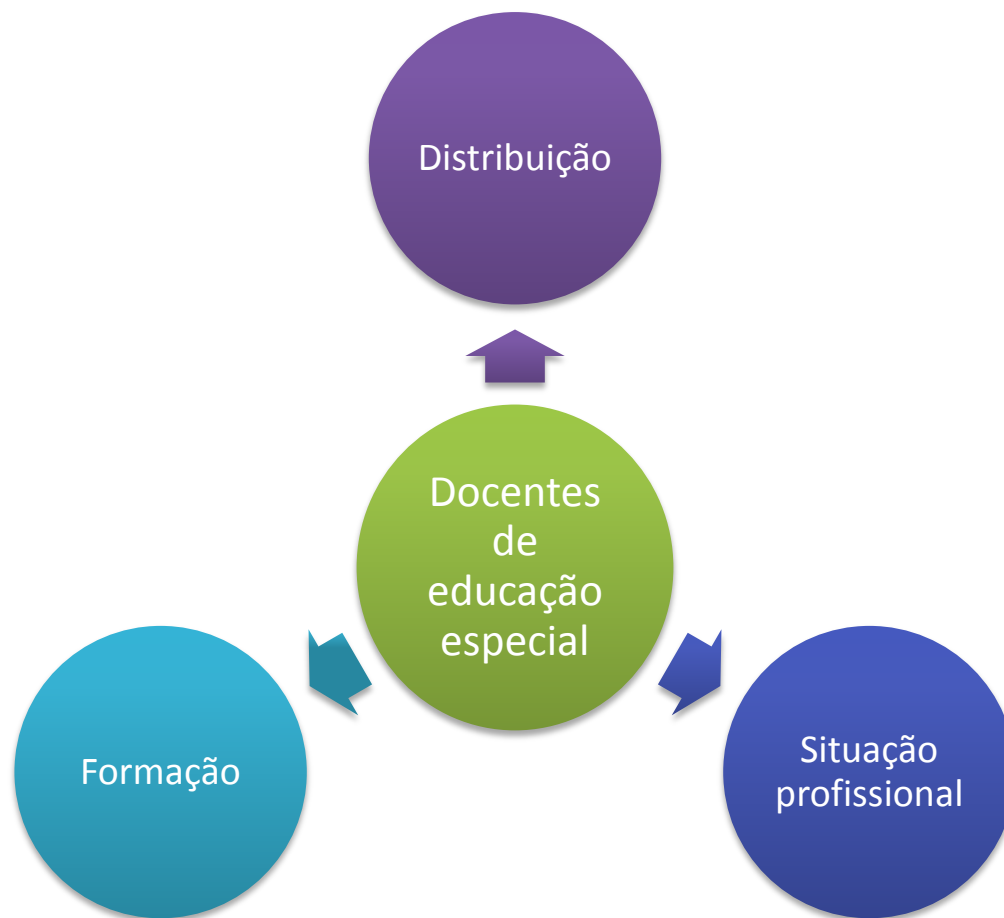 Distribuição
Docentes
de
educação
especial
Formação
Situação
profissional